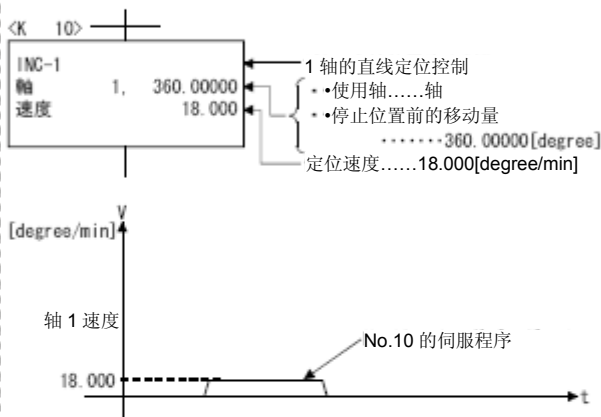 <K 10>
INC-1
軸 1, 360.00000
速度 18.000
1 轴的直线定位控制
・•使用轴……轴
・•停止位置前的移动量
·······360.00000[degree]
定位速度……18.000[degree/min]
V
[degree/min]
轴 1 速度
No.10 的伺服程序
18.000
t